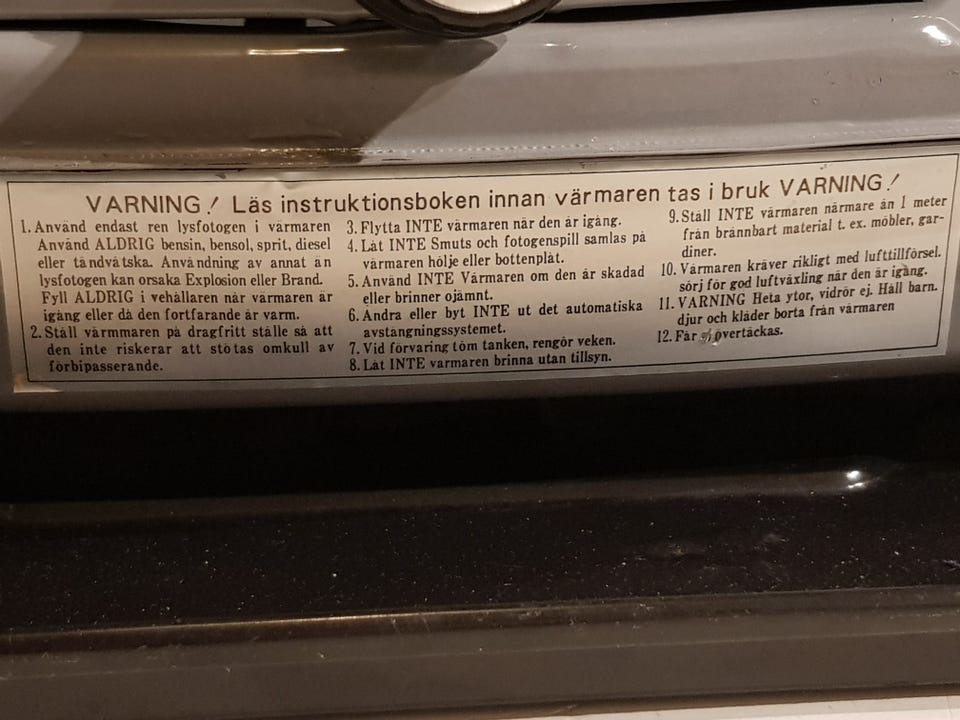 VARNING! Läs instruktionsboken innan värmaren tas i bruk VARNING!
1. Använd endast ren lysfotogen i värmaren
Använd ALDRIG bensin, bensol, sprit, diesel
eller tändvätska. Användning av annat än
lysfotogen kan orsaka Explosion eller Brand.
Fyll ALDRIG i vehållaren när värmaren är
igång eller då den fortfarande är varm.
2. Ställ värmmaren på dragfritt ställe så att
den inte riskerar att stötas omkull av
förbipasserande.
3. Flytta INTE värmaren när den är igång.
4. Låt INTE Smuts och fotogenspill samlas på
värmaren hölje eller bottenplåt.
5. Använd INTE Värmaren om den är skadad
eller brinner ojämnt.
6. Andra eller byt INTE ut det automatiska
avstängningssystemet.
7. Vid förvaring töm tanken, rengör veken.
8. Låt INTE värmaren brinna utan tillsyn.
9. Ställ INTE värmaren närmare än 1 meter
från brännbart material t. ex. möbler, gar-
diner.
10. Värmaren kräver rikligt med lufttillförsel.
sörj för god luftväxling när den är igång.
11. VARNING Heta ytor, vidrör ej. Håll barn.
djur och kläder borta från värmaren
12. Får ej övertäckas.